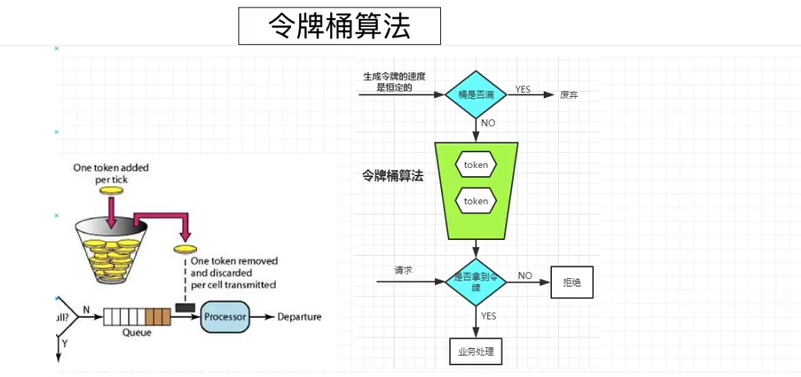 令牌桶算法
One token added
per tick
One token removed
and discarded
per cell transmitted
ull?
N
Y
Queue
Processor
Departure
生成令牌的速度
是恒定的
桶是否满
YES
废弃
NO
令牌桶算法
token
token
请求
是否拿到令
牌
NO
拒绝
YES
业务处理